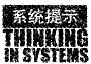 系统提示
THINKING
IN SYSTEMS